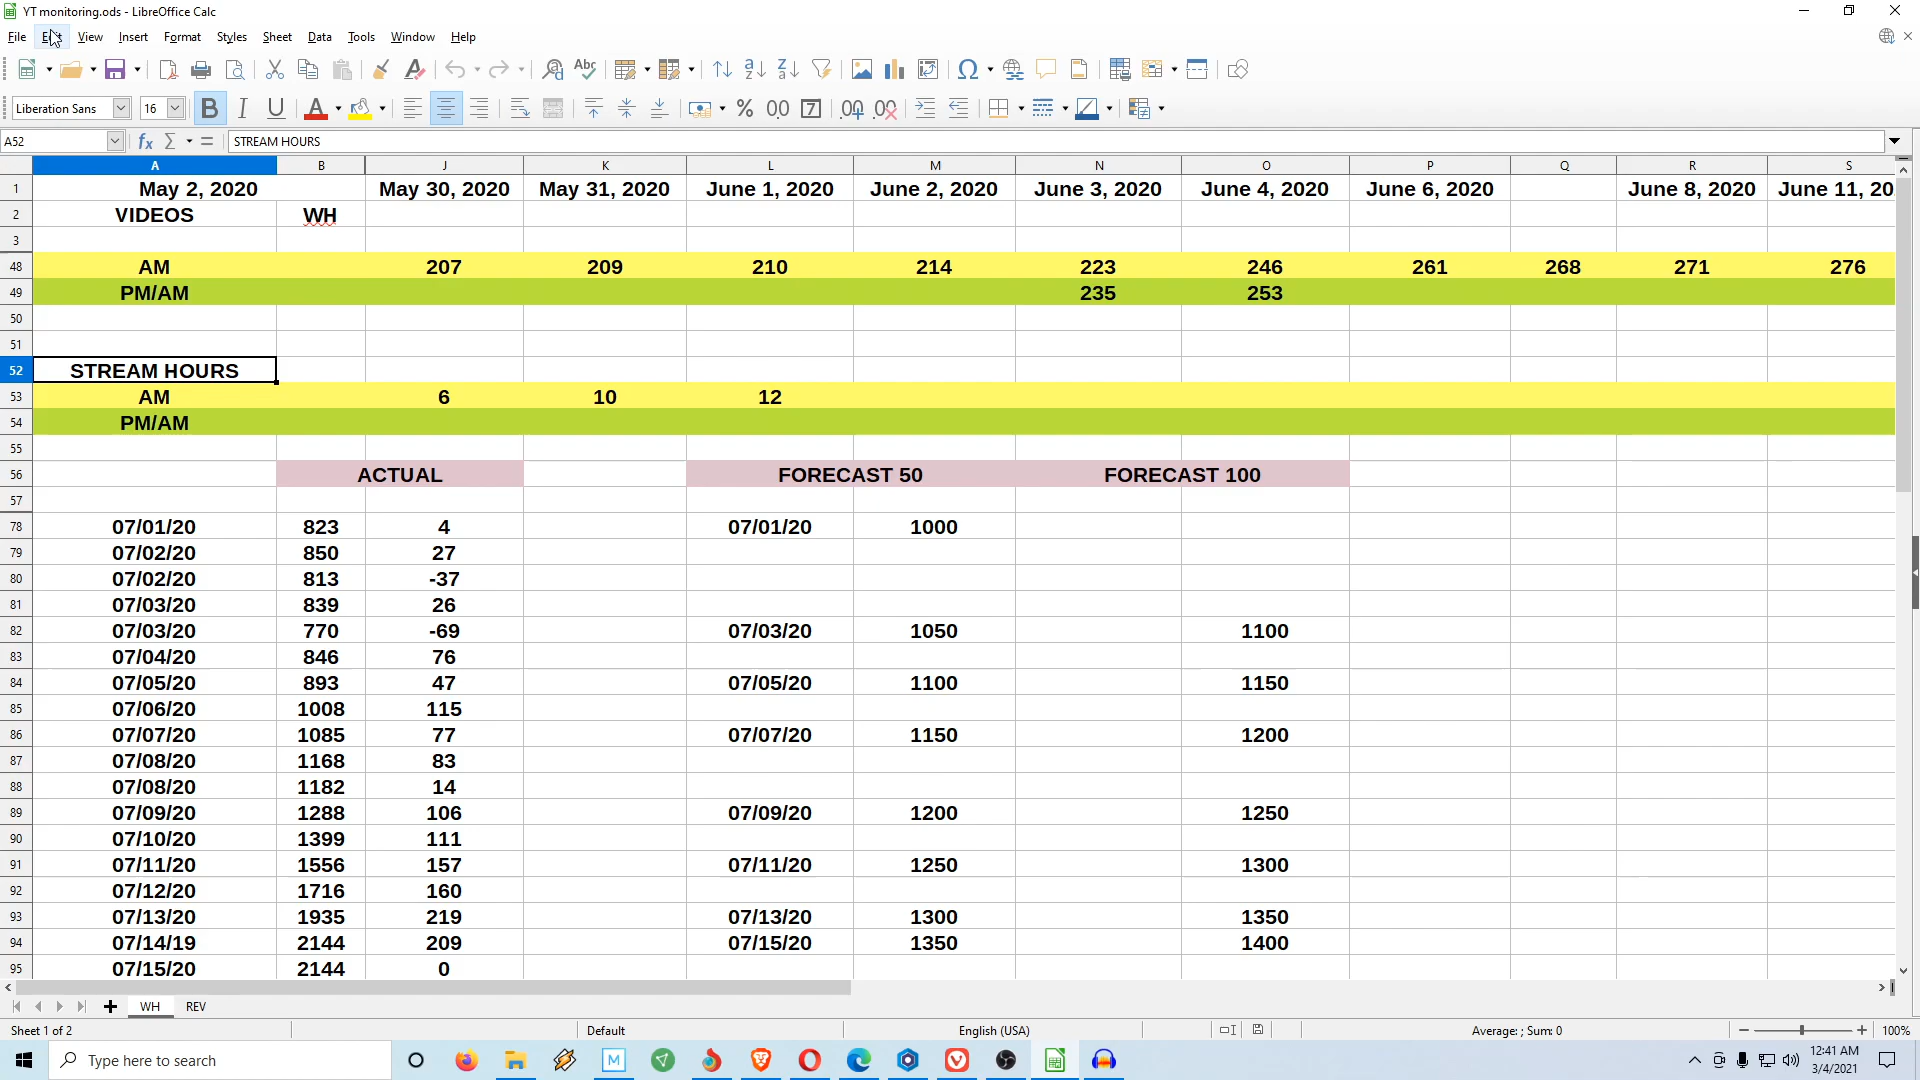 YT monitoring.ods - LibreOffice Calc
File Edit View Insert Format Styles Sheet Data Tools Window Help
Liberation Sans 16
A52 STREAM HOURS
A B J K L M N O P Q R S
1 May 2, 2020 May 30, 2020 May 31, 2020 June 1, 2020 June 2, 2020 June 3, 2020 June 4, 2020 June 6, 2020 June 8, 2020 June 11, 20
2 VIDEOS WH
3
48 AM 207 209 210 214 223 246 261 268 271 276
49 PM/AM 235 253
50
51
52 STREAM HOURS
53 AM 6 10 12
54 PM/AM
55
56 ACTUAL FORECAST 50 FORECAST 100
57
78 07/01/20 823 4 07/01/20 1000
79 07/02/20 850 27
80 07/02/20 813 -37
81 07/03/20 839 26
82 07/03/20 770 -69 07/03/20 1050 1100
83 07/04/20 846 76
84 07/05/20 893 47 07/05/20 1100 1150
85 07/06/20 1008 115
86 07/07/20 1085 77 07/07/20 1150 1200
87 07/08/20 1168 83
88 07/08/20 1182 14
89 07/09/20 1288 106 07/09/20 1200 1250
90 07/10/20 1399 111
91 07/11/20 1556 157 07/11/20 1250 1300
92 07/12/20 1716 160
93 07/13/20 1935 219 07/13/20 1300 1350
94 07/14/19 2144 209 07/15/20 1350 1400
95 07/15/20 2144 0
WH REV
Sheet 1 of 2 Default English (USA) Average: ; Sum: 0 100%
Type here to search
12:41 AM
3/4/2021